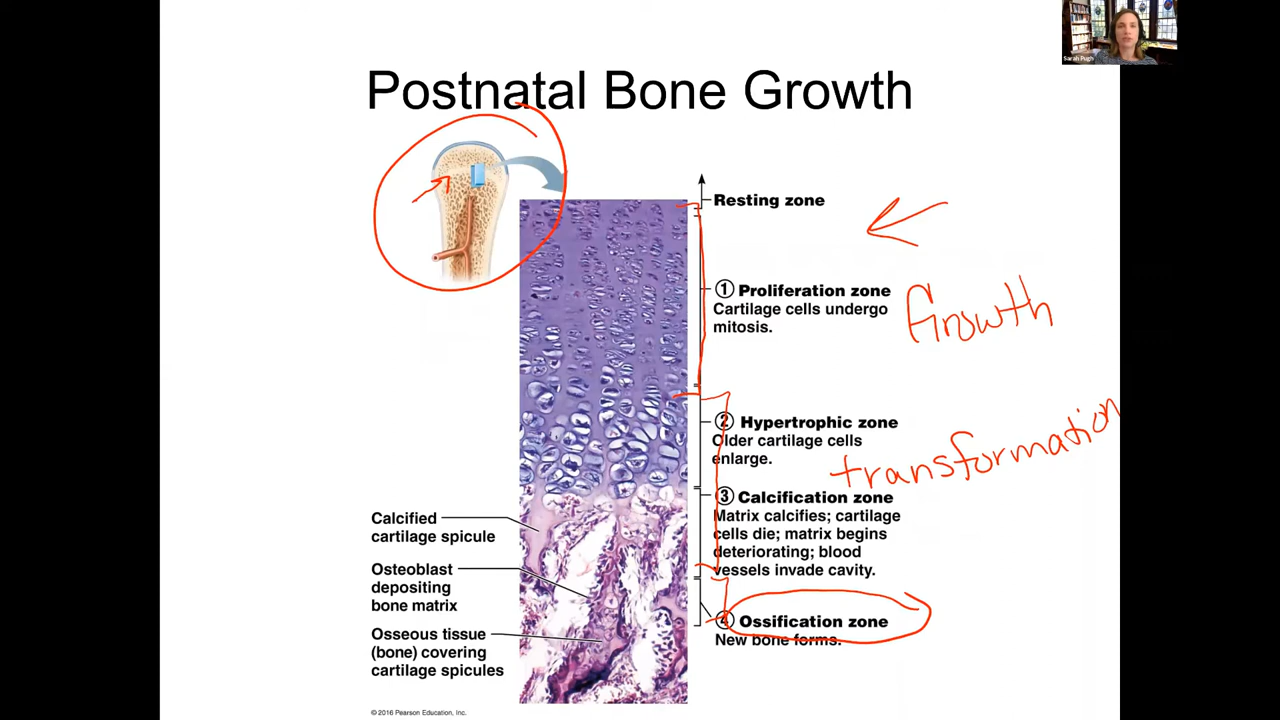 Sarah Pugh
Postnatal Bone Growth
Resting zone
① Proliferation zone
Cartilage cells undergo
mitosis.
Growth
② Hypertrophic zone
Older cartilage cells
enlarge.
transformation
③ Calcification zone
Matrix calcifies; cartilage
cells die; matrix begins
deteriorating; blood
vessels invade cavity.
④ Ossification zone
New bone forms.
Calcified
cartilage spicule
Osteoblast
depositing
bone matrix
Osseous tissue
(bone) covering
cartilage spicules
© 2016 Pearson Education, Inc.